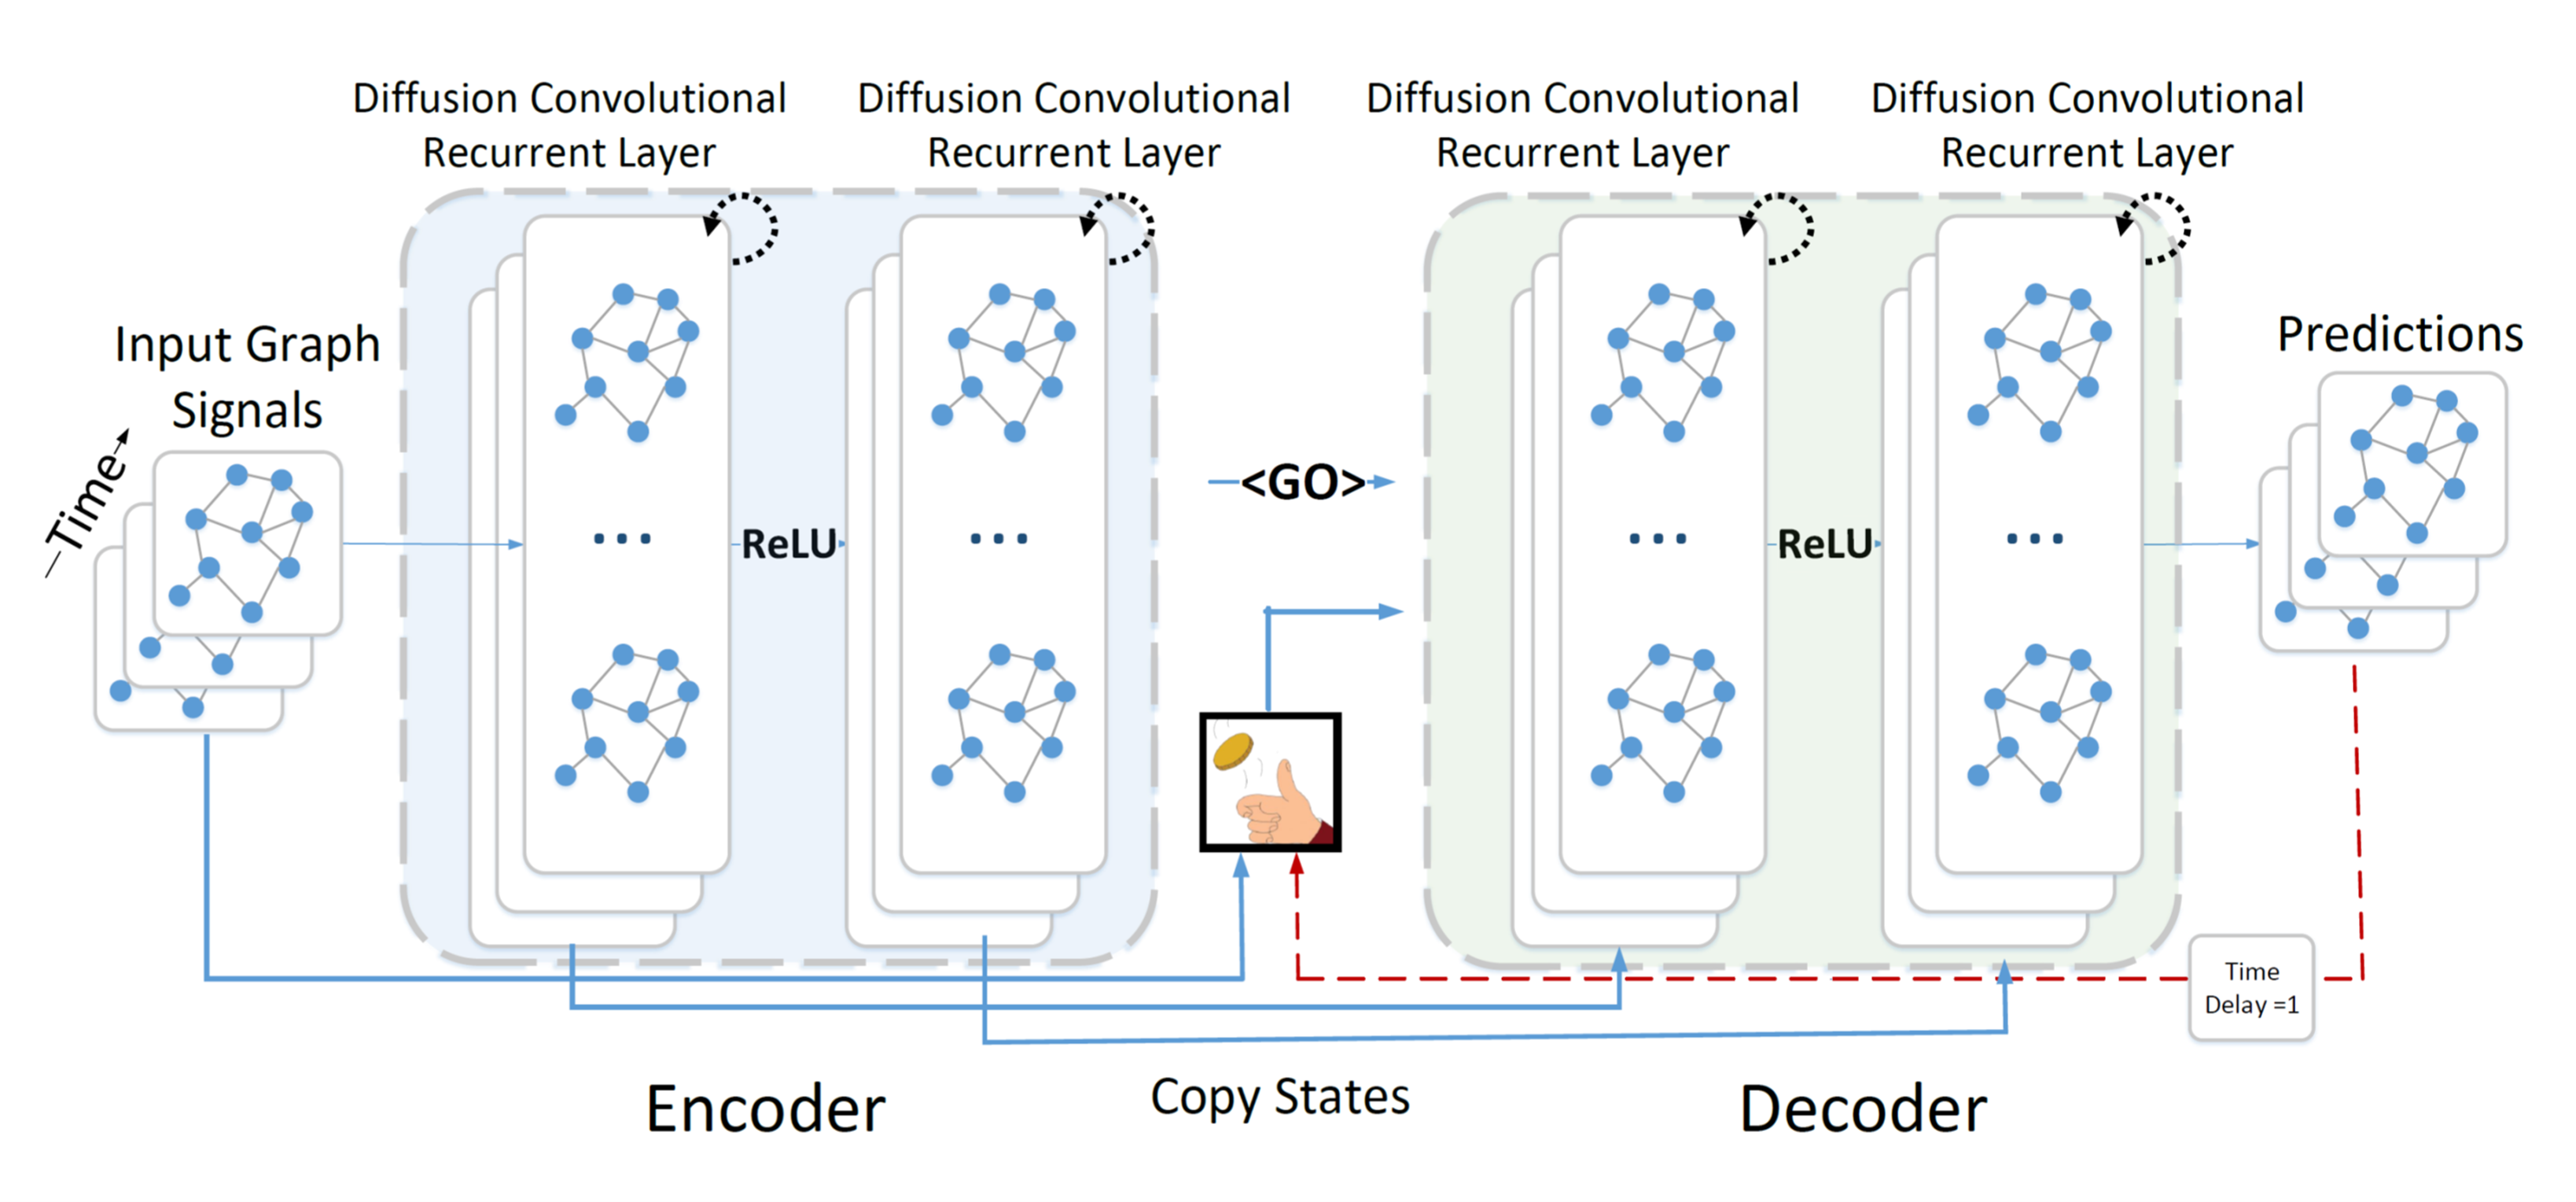 Diffusion Convolutional
Recurrent Layer
Diffusion Convolutional
Recurrent Layer
Diffusion Convolutional
Recurrent Layer
Diffusion Convolutional
Recurrent Layer
Input Graph
Signals
Time
ReLU
<GO>
ReLU
Predictions
Time
Delay =1
Encoder
Copy States
Decoder